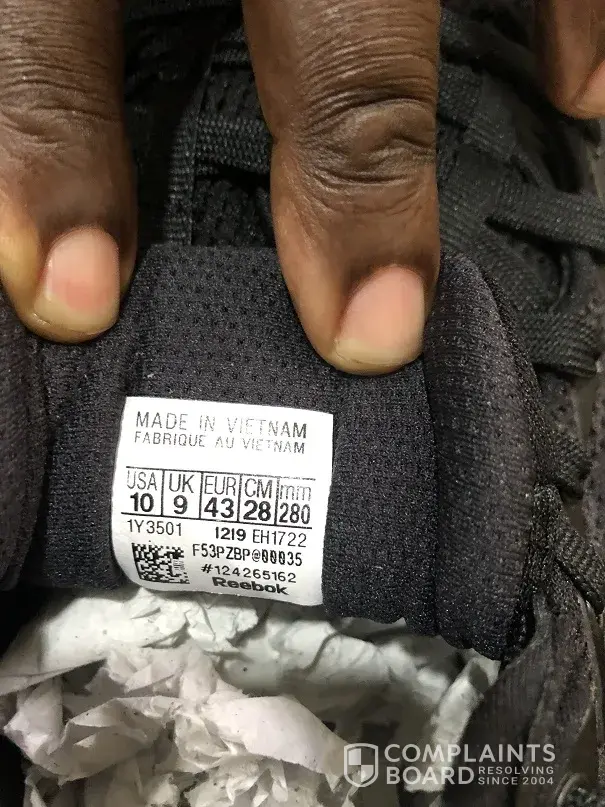 MADE IN VIETNAM
FABRIQUE AU VIETNAM
USA UK EUR CM mm
10 9 43 28 280
1Y3501 1219 EH1722
F53PZBP@00035
#124265162
Reebok
COMPLAINTS
BOARD RESOLVING
SINCE 2004